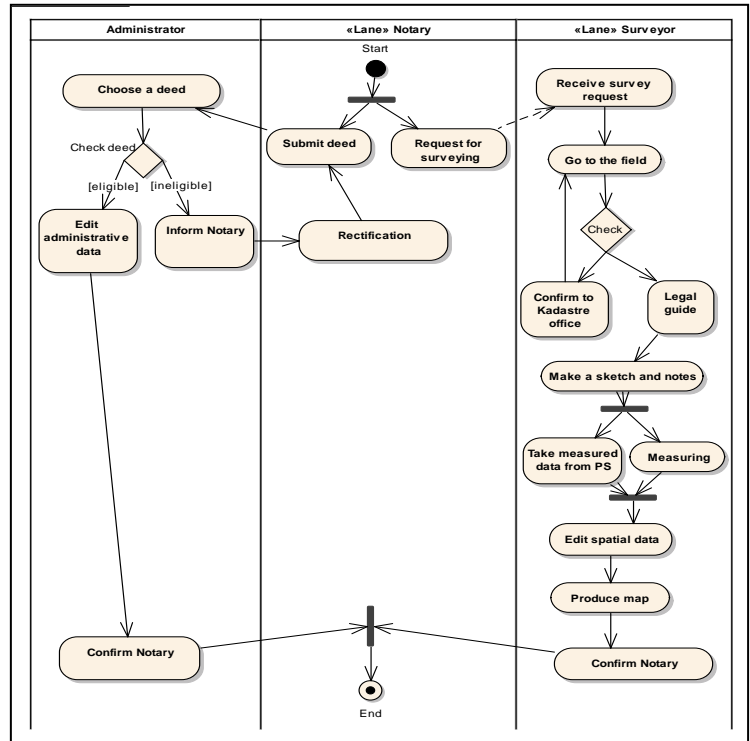 Administrator
«Lane» Notary
«Lane» Surveyor
Start
Choose a deed
Receive survey
request
Submit deed
Request for
surveying
Check deed
Go to the field
[eligible]
[ineligible]
Edit
administrative
data
Inform Notary
Rectification
Check
Confirm to
Kadastre
office
Legal
guide
Make a sketch and notes
Take measured
data from PS
Measuring
Edit spatial data
Produce map
Confirm Notary
Confirm Notary
End